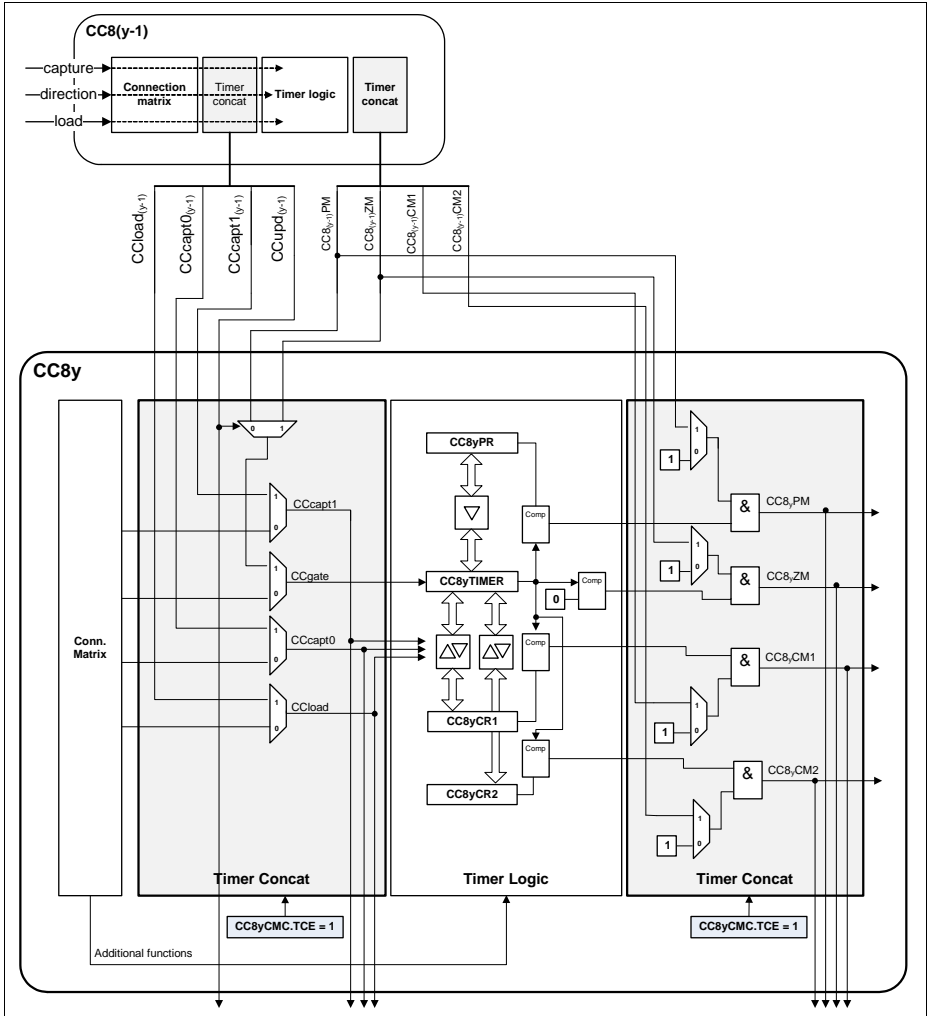 CC8(y-1)
capture
direction
load
Connection
matrix
Timer
concat
Timer logic
Timer
concat
CCload(y-1)
CCcapt0(y-1)
CCcapt1(y-1)
CCupd(y-1)
CC8(y-1)PM
CC8(y-1)ZM
CC8(y-1)CM1
CC8(y-1)CM2
CC8y
Conn.
Matrix
0 1
1
0
CCcapt1
1
0
CCgate
1
0
CCcapt0
1
0
CCload
Timer Concat
CC8yCMC.TCE = 1
CC8yPR
Comp
CC8yTIMER
Comp
0
Comp
CC8yCR1
Comp
CC8yCR2
Timer Logic
1
0
1
&
CC8yPM
1
0
1
&
CC8yZM
&
CC8yCM1
1
0
1
&
CC8yCM2
1
0
1
Timer Concat
CC8yCMC.TCE = 1
Additional functions